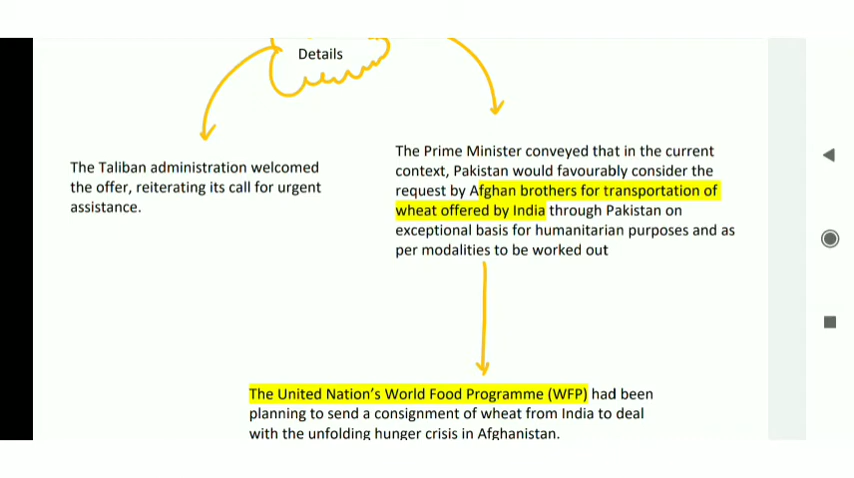 Details
The Taliban administration welcomed
the offer, reiterating its call for urgent
assistance.
The Prime Minister conveyed that in the current
context, Pakistan would favourably consider the
request by Afghan brothers for transportation of
wheat offered by India through Pakistan on
exceptional basis for humanitarian purposes and as
per modalities to be worked out
The United Nation's World Food Programme (WFP) had been
planning to send a consignment of wheat from India to deal
with the unfolding hunger crisis in Afghanistan.